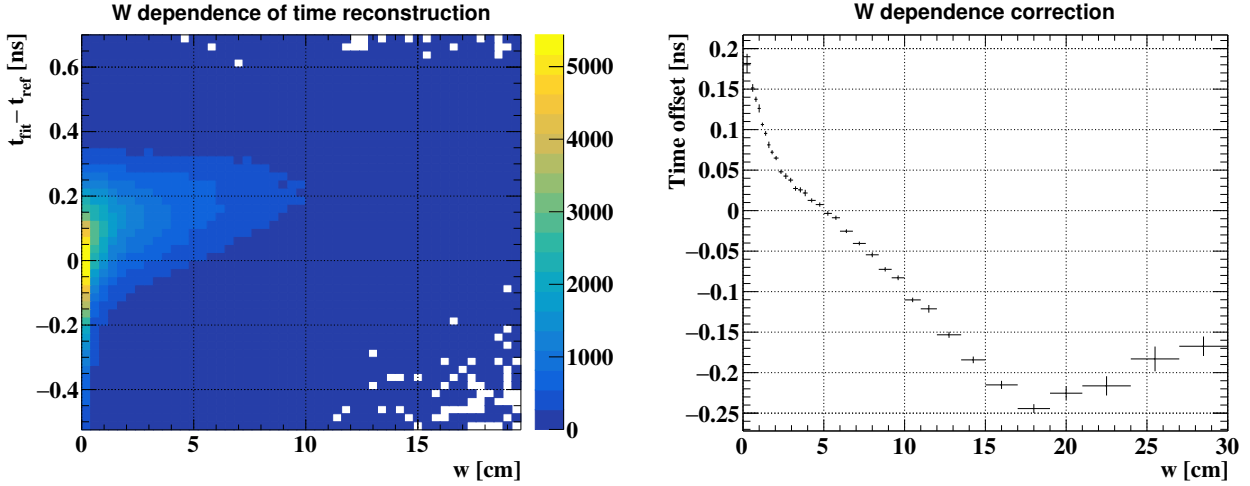 W dependence of time reconstruction
t_fit − t_ref [ns]
0.6
0.4
0.2
0
−0.2
−0.4
0 5 10 15
w [cm]
5000
4000
3000
2000
1000
0
W dependence correction
Time offset [ns]
0.2
0.15
0.1
0.05
0
−0.05
−0.1
−0.15
−0.2
−0.25
0 5 10 15 20 25 30
w [cm]